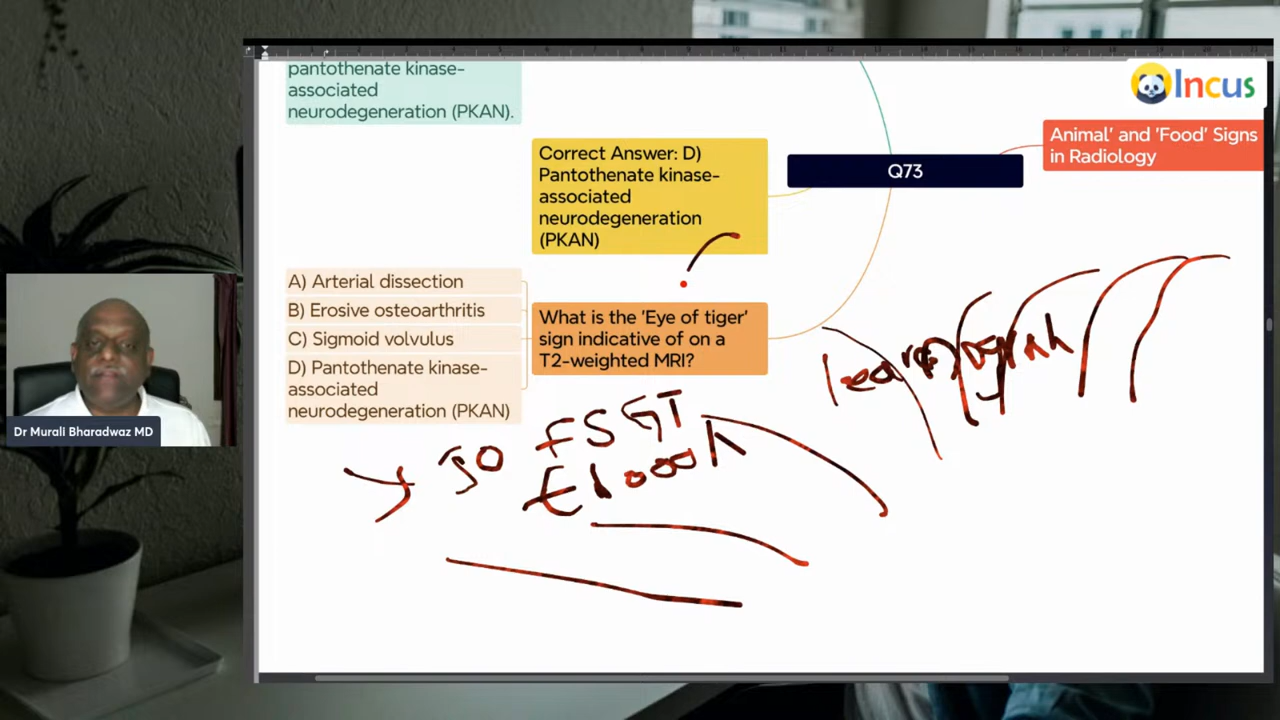 pantothenate kinase-
associated
neurodegeneration (PKAN).
Incus
Animal' and 'Food' Signs
in Radiology
Q73
Correct Answer: D)
Pantothenate kinase-
associated
neurodegeneration
(PKAN)
A) Arterial dissection
B) Erosive osteoarthritis
C) Sigmoid volvulus
D) Pantothenate kinase-
associated
neurodegeneration (PKAN)
What is the 'Eye of tiger'
sign indicative of on a
T2-weighted MRI?
Dr Murali Bharadwaz MD